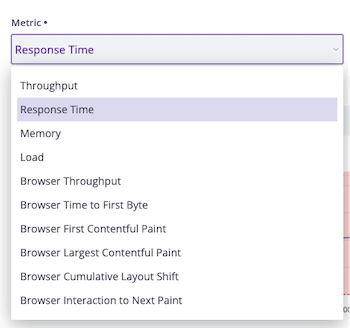 Metric •
Response Time
Throughput
Response Time
Memory
Load
Browser Throughput
Browser Time to First Byte
Browser First Contentful Paint
Browser Largest Contentful Paint
Browser Cumulative Layout Shift
Browser Interaction to Next Paint